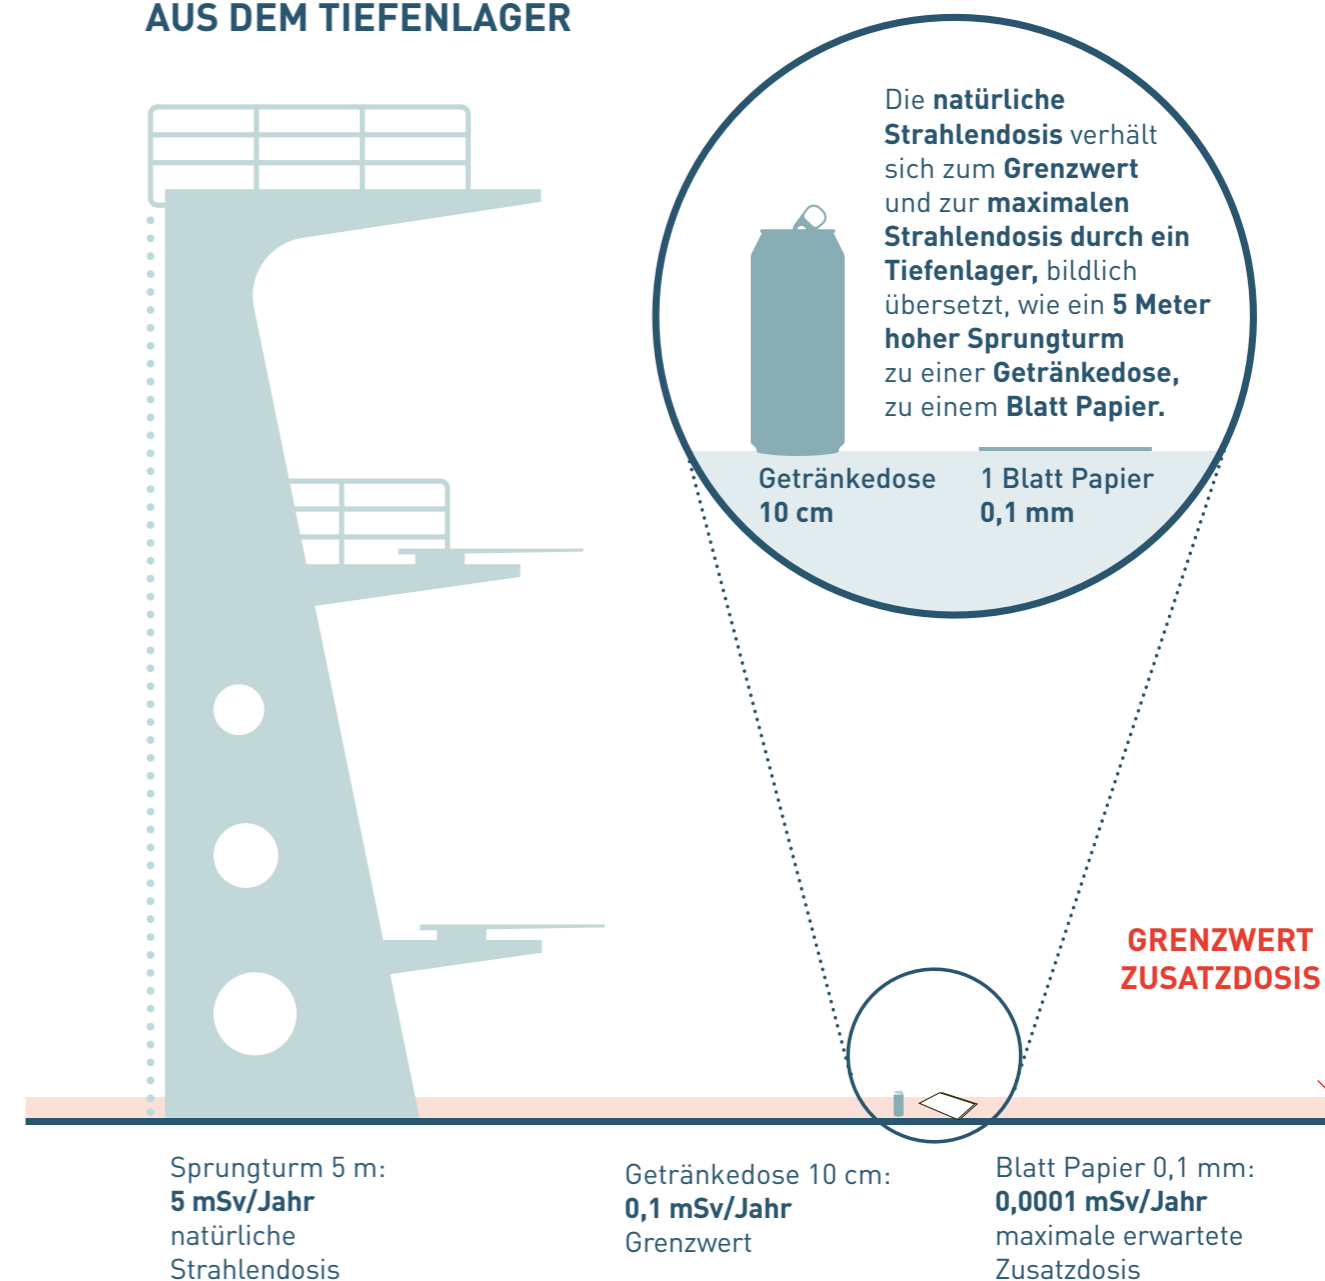 AUS DEM TIEFENLAGER
Die natürliche
Strahlendosis verhält
sich zum Grenzwert
und zur maximalen
Strahlendosis durch ein
Tiefenlager, bildlich
übersetzt, wie ein 5 Meter
hoher Sprungturm
zu einer Getränkedose,
zu einem Blatt Papier.
Getränkedose
10 cm
1 Blatt Papier
0,1 mm
GRENZWERT
ZUSATZDOSIS
Sprungturm 5 m:
5 mSv/Jahr
natürliche
Strahlendosis
Getränkedose 10 cm:
0,1 mSv/Jahr
Grenzwert
Blatt Papier 0,1 mm:
0,0001 mSv/Jahr
maximale erwartete
Zusatzdosis